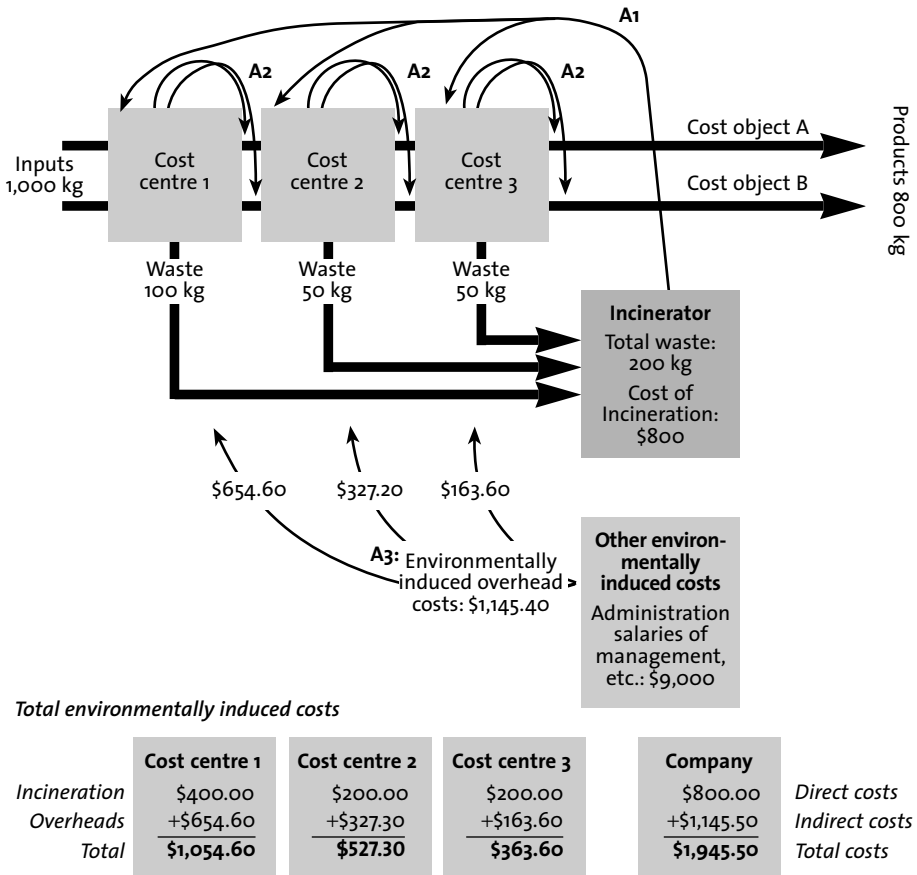 A1
A2
A2
A2
Inputs
1,000 kg
Cost
centre 1
Cost
centre 2
Cost
centre 3
Cost object A
Cost object B
Products 800 kg
Waste
100 kg
Waste
50 kg
Waste
50 kg
Incinerator
Total waste:
200 kg
Cost of
Incineration:
$800
$654.60
$327.20
$163.60
A3: Environmentally
induced overhead
costs: $1,145.40
Other environ-
mentally
induced costs
Administration
salaries of
management,
etc.: $9,000
Total environmentally induced costs
Cost centre 1 Cost centre 2 Cost centre 3 Company
Incineration $400.00 $200.00 $200.00 $800.00 Direct costs
Overheads +$654.60 +$327.30 +$163.60 +$1,145.50 Indirect costs
Total $1,054.60 $527.30 $363.60 $1,945.50 Total costs